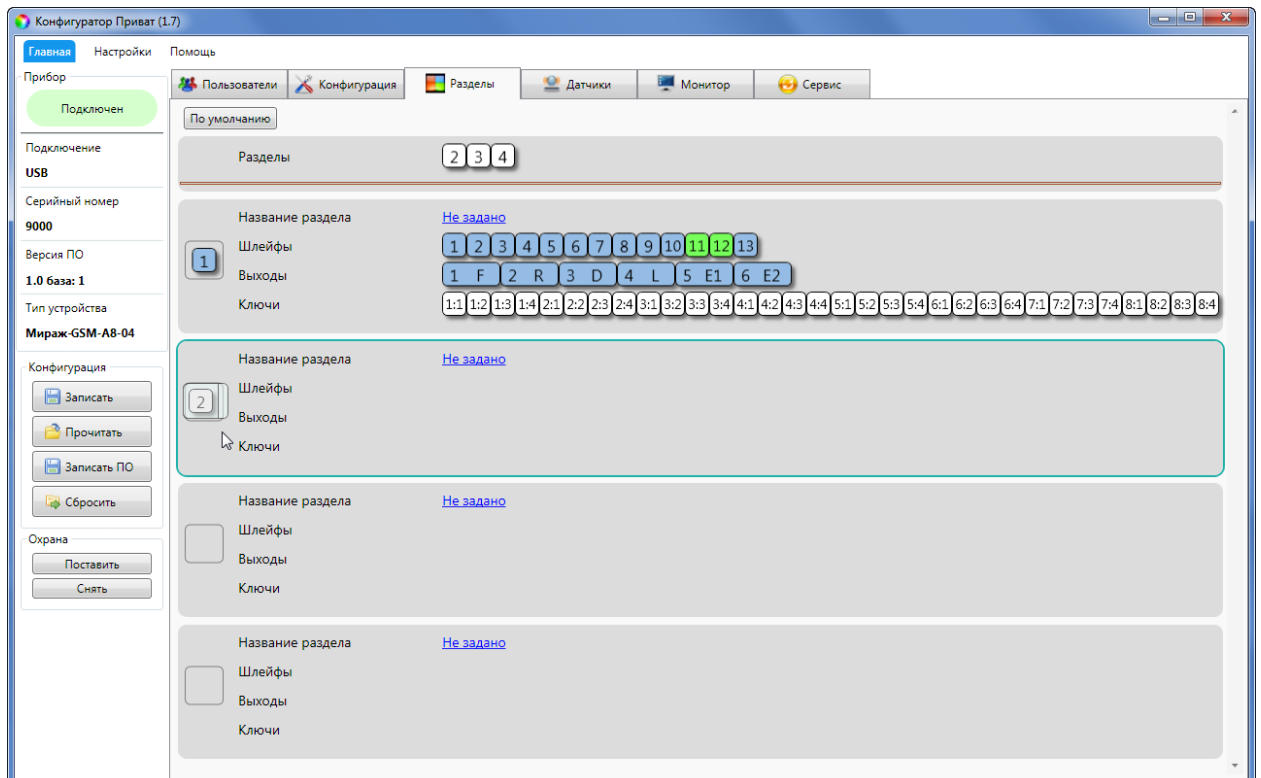 Конфигуратор Приват (1.7)
Главная Настройки Помощь
Прибор
Подключен
Подключение
USB
Серийный номер
9000
Версия ПО
1.0 база: 1
Тип устройства
Мираж-GSM-A8-04
Конфигурация
Записать
Прочитать
Записать ПО
Сбросить
Охрана
Поставить
Снять
Пользователи Конфигурация Разделы Датчики Монитор Сервис
По умолчанию
Разделы 2 3 4
1
Название раздела Не задано
Шлейфы 1 2 3 4 5 6 7 8 9 10 11 12 13
Выходы 1 F 2 R 3 D 4 L 5 E1 6 E2
Ключи 1:1 1:2 1:3 1:4 2:1 2:2 2:3 2:4 3:1 3:2 3:3 3:4 4:1 4:2 4:3 4:4 5:1 5:2 5:3 5:4 6:1 6:2 6:3 6:4 7:1 7:2 7:3 7:4 8:1 8:2 8:3 8:4
2
Название раздела Не задано
Шлейфы
Выходы
Ключи
Название раздела Не задано
Шлейфы
Выходы
Ключи
Название раздела Не задано
Шлейфы
Выходы
Ключи